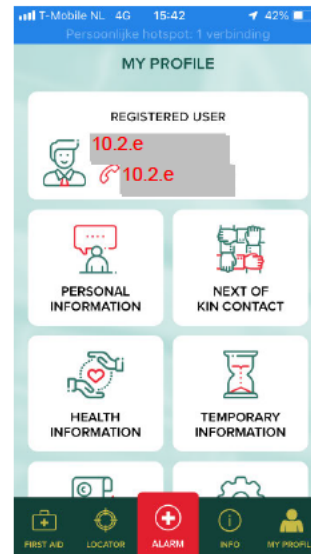 T-Mobile NL 4G 15:42 42%
Persoonlijke hotspot: 1 verbinding
MY PROFILE
REGISTERED USER
10.2.e
10.2.e
PERSONAL
INFORMATION
NEXT OF
KIN CONTACT
HEALTH
INFORMATION
TEMPORARY
INFORMATION
FIRST AID LOCATOR ALARM INFO MY PROFIL